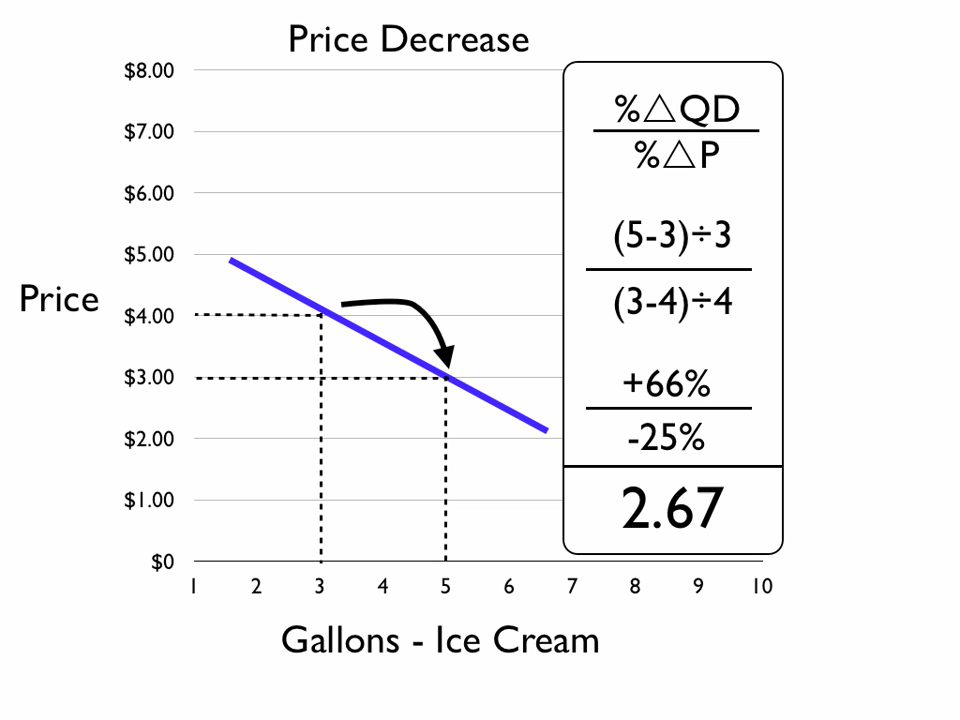 Price Decrease
$8.00
$7.00
$6.00
$5.00
$4.00
$3.00
$2.00
$1.00
$0
Price
1 2 3 4 5 6 7 8 9 10
Gallons - Ice Cream
%△QD
%△P
(5-3)÷3
(3-4)÷4
+66%
-25%
2.67